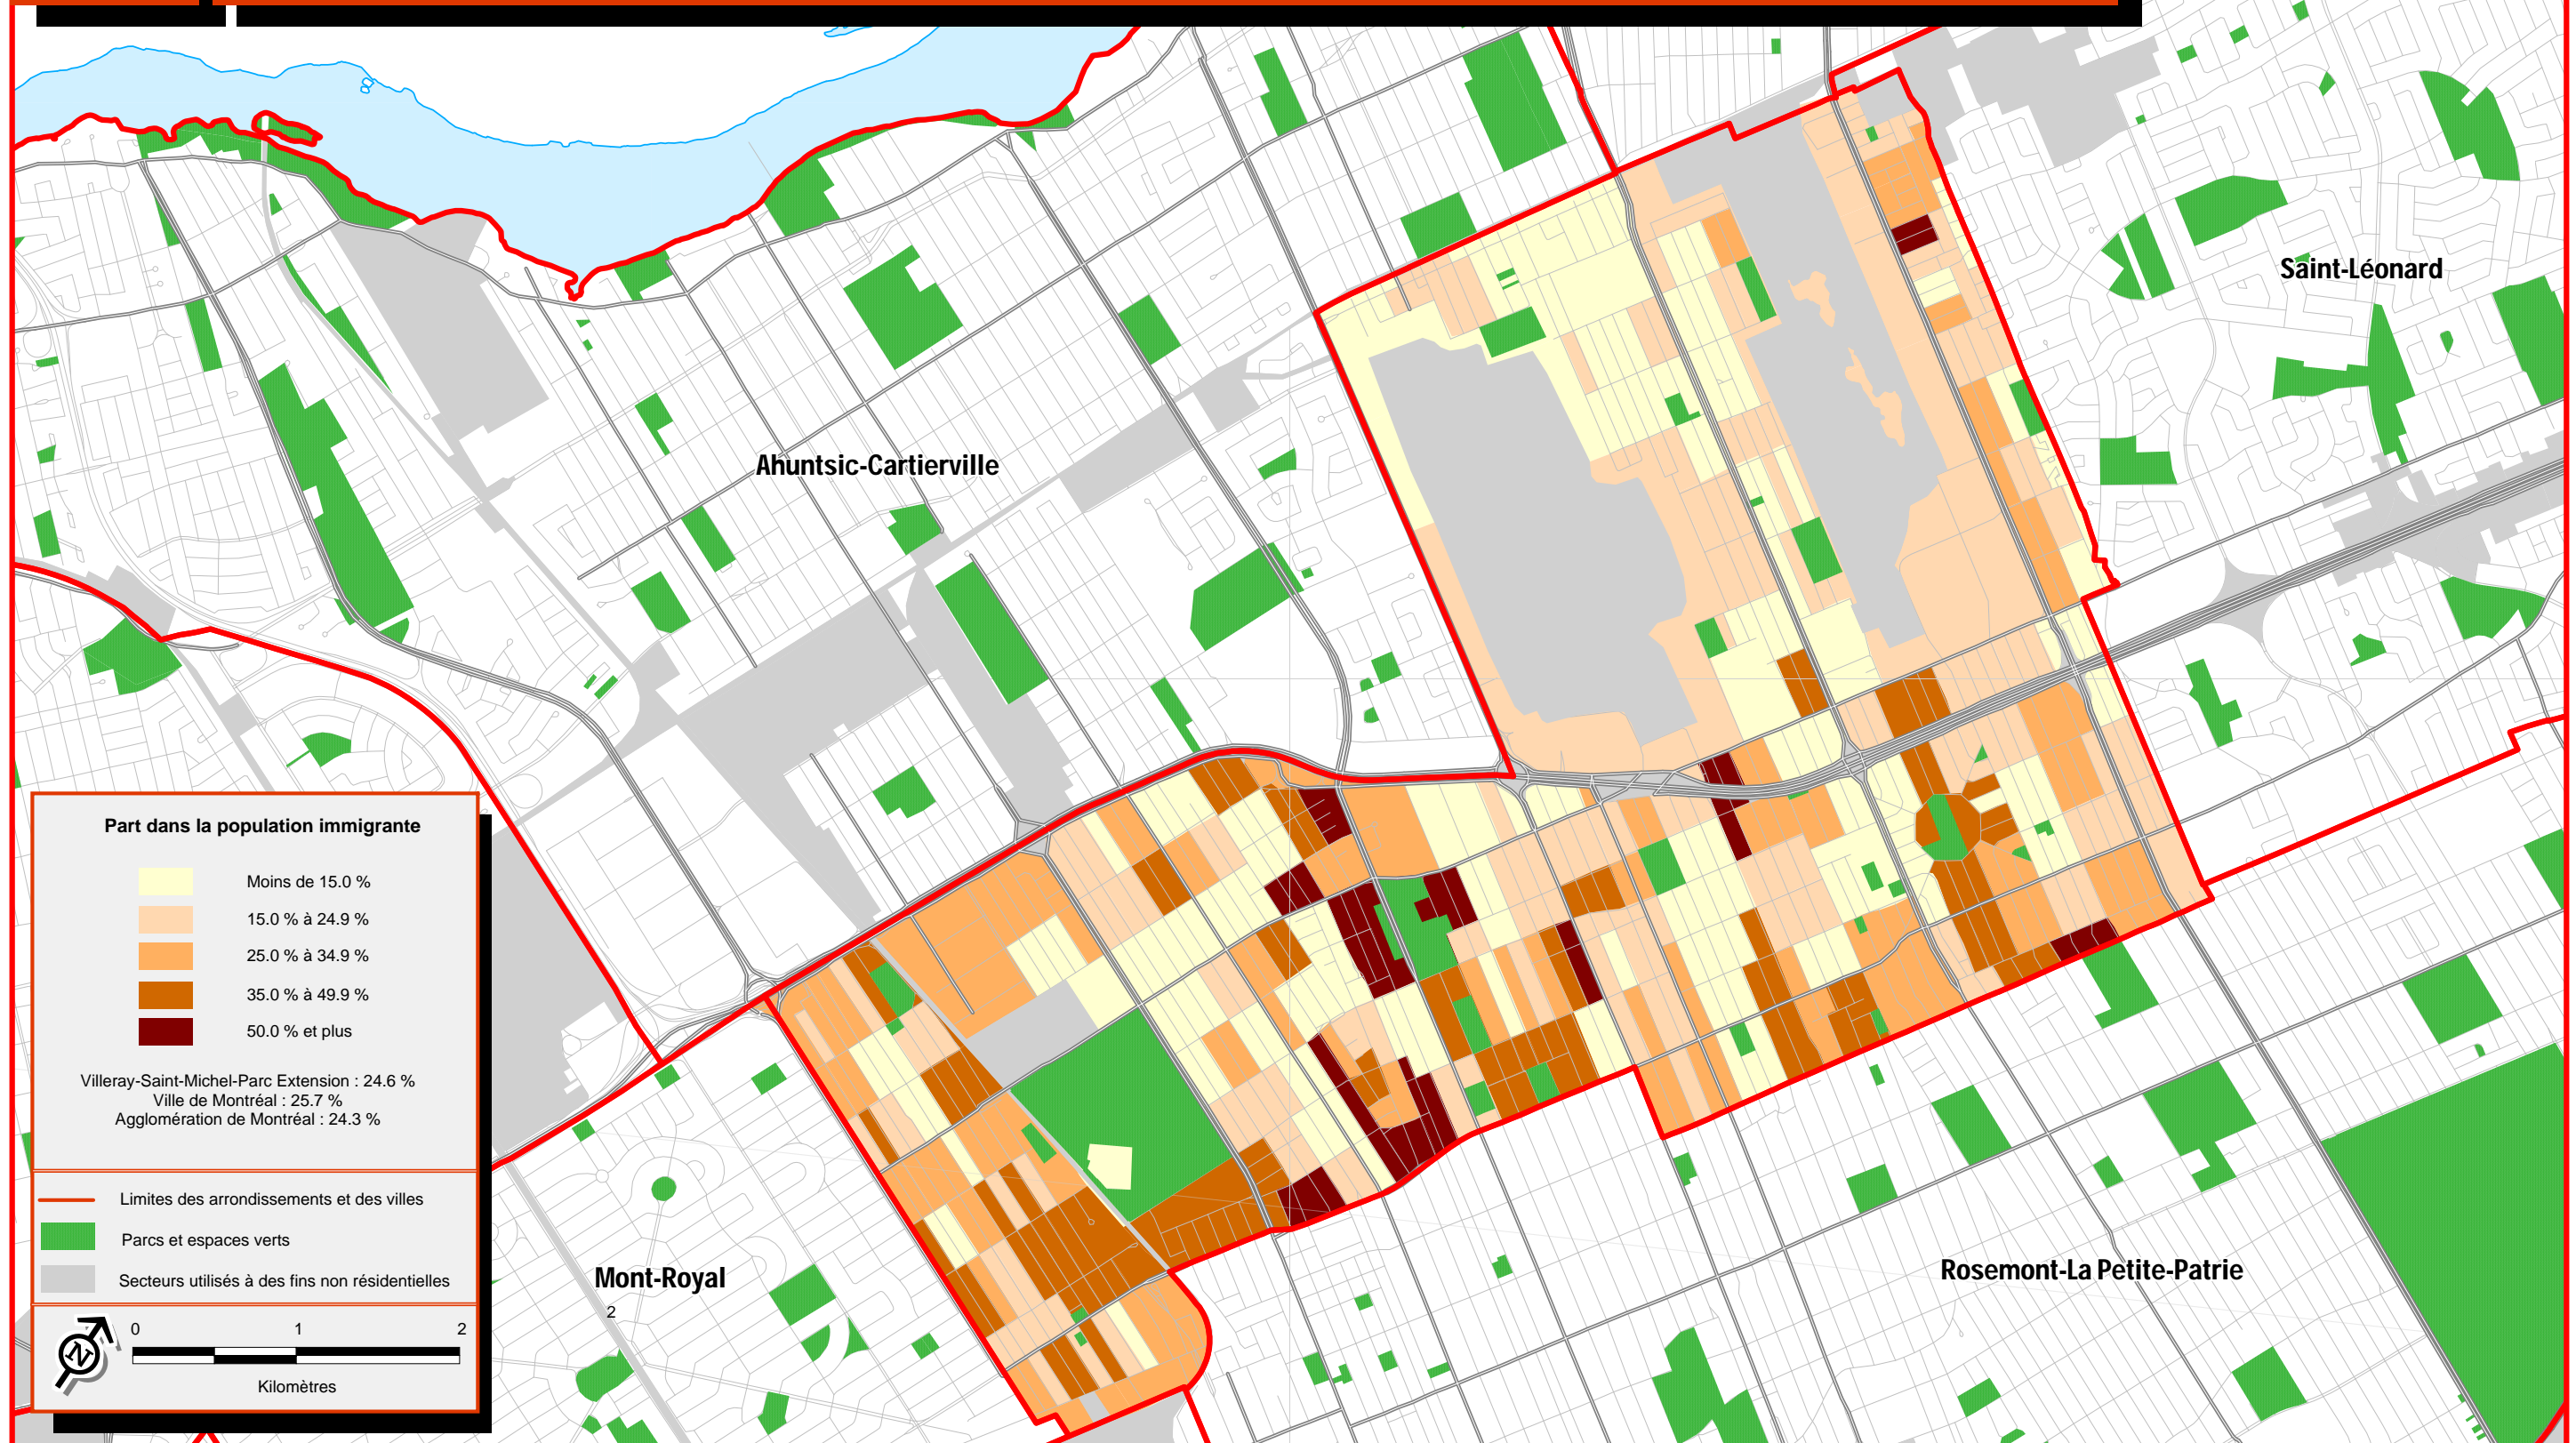 Saint-Léonard
Ahuntsic-Cartierville
Part dans la population immigrante
Moins de 15.0 %
15.0 % à 24.9 %
25.0 % à 34.9 %
35.0 % à 49.9 %
50.0 % et plus
Villeray-Saint-Michel-Parc Extension : 24.6 %
Ville de Montréal : 25.7 %
Agglomération de Montréal : 24.3 %
Limites des arrondissements et des villes
Parcs et espaces verts
Secteurs utilisés à des fins non résidentielles
N
0 1 2
Kilomètres
Mont-Royal
2
Rosemont-La Petite-Patrie